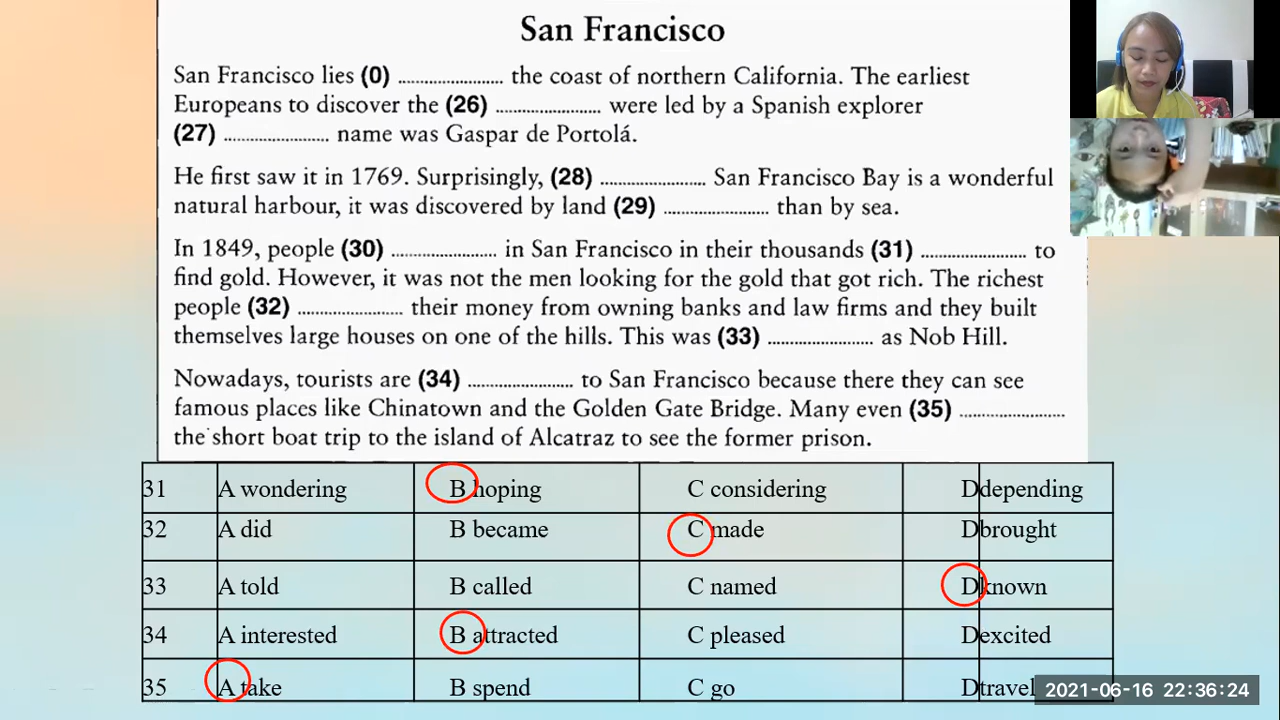 San Francisco
San Francisco lies (0) ........................ the coast of northern California. The earliest
Europeans to discover the (26) ........................ were led by a Spanish explorer
(27) ........................ name was Gaspar de Portolá.
He first saw it in 1769. Surprisingly, (28) ........................ San Francisco Bay is a wonderful
natural harbour, it was discovered by land (29) ........................ than by sea.
In 1849, people (30) ........................ in San Francisco in their thousands (31) ........................ to
find gold. However, it was not the men looking for the gold that got rich. The richest
people (32) ........................ their money from owning banks and law firms and they built
themselves large houses on one of the hills. This was (33) ........................ as Nob Hill.
Nowadays, tourists are (34) ........................ to San Francisco because there they can see
famous places like Chinatown and the Golden Gate Bridge. Many even (35) ........................
the short boat trip to the island of Alcatraz to see the former prison.
31 A wondering B hoping C considering D depending
32 A did B became C made D brought
33 A told B called C named D known
34 A interested B attracted C pleased D excited
35 A take B spend C go D travel
2021-06-16 22:36:24